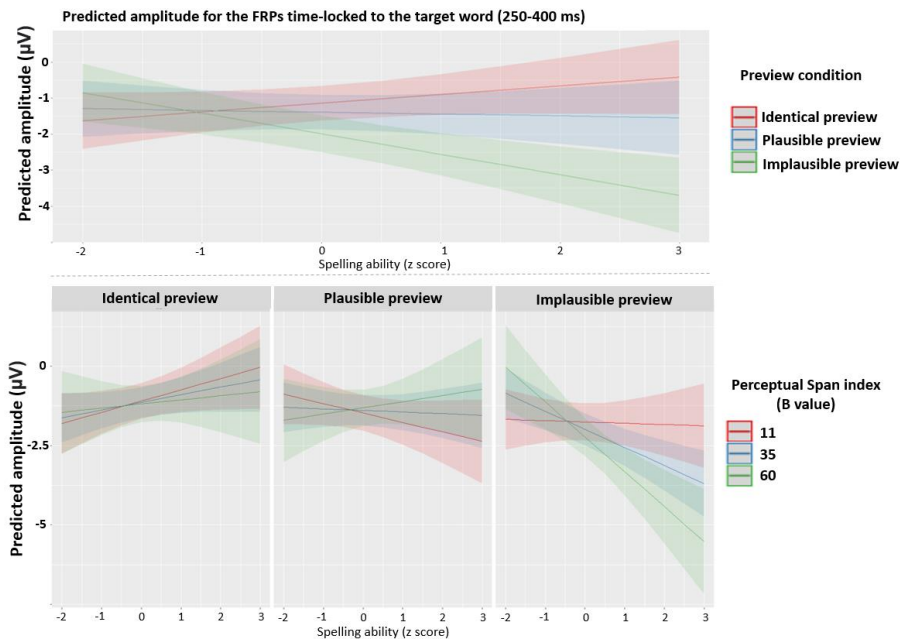 Predicted amplitude for the FRPs time-locked to the target word (250-400 ms)
Predicted amplitude (μV)
0
-1
-2
-3
-4
-2 -1 0 1 2 3
Spelling ability (z score)
Preview condition
Identical preview
Plausible preview
Implausible preview
Identical preview Plausible preview Implausible preview
Predicted amplitude (μV)
0
-2.5
-5
-2 -1 0 1 2 3 -2 -1 0 1 2 3 -2 -1 0 1 2 3
Spelling ability (z score)
Perceptual Span index
(B value)
11
35
60